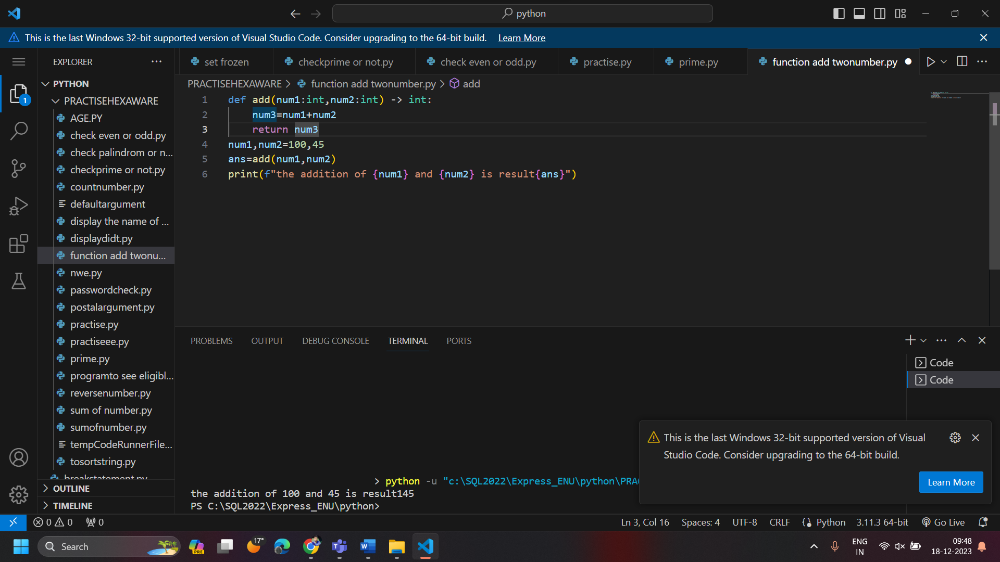 python
This is the last Windows 32-bit supported version of Visual Studio Code. Consider upgrading to the 64-bit build. Learn More
EXPLORER
PYTHON
PRACTISEHEXAWARE
AGE.PY
check even or odd.py
check palindrom or n...
checkprime or not.py
countnumber.py
defaultargument
display the name of ...
displaydidt.py
function add twonu...
nwe.py
passwordcheck.py
postalargument.py
practise.py
practiseee.py
prime.py
programto see eligibl...
reversenumber.py
sum of number.py
sumofnumber.py
tempCodeRunnerFile...
tosortstring.py
breakstatement.py
OUTLINE
TIMELINE
1
set frozen
checkprime or not.py
check even or odd.py
practise.py
prime.py
function add twonumber.py
PRACTISEHEXAWARE > function add twonumber.py > add
1 def add(num1:int,num2:int) -> int:
2 num3=num1+num2
3 return num3
4 num1,num2=100,45
5 ans=add(num1,num2)
6 print(f"the addition of {num1} and {num2} is result{ans}")
PROBLEMS OUTPUT DEBUG CONSOLE TERMINAL PORTS
Code
Code
> python -u "c:\SQL2022\Express_ENU\python\PRA
the addition of 100 and 45 is result145
PS C:\SQL2022\Express_ENU\python>
This is the last Windows 32-bit supported version of Visual
Studio Code. Consider upgrading to the 64-bit build.
Learn More
0 0 0
Ln 3, Col 16 Spaces: 4 UTF-8 CRLF Python 3.11.3 64-bit Go Live
Search
PRE
17°
ENG
IN
09:48
18-12-2023